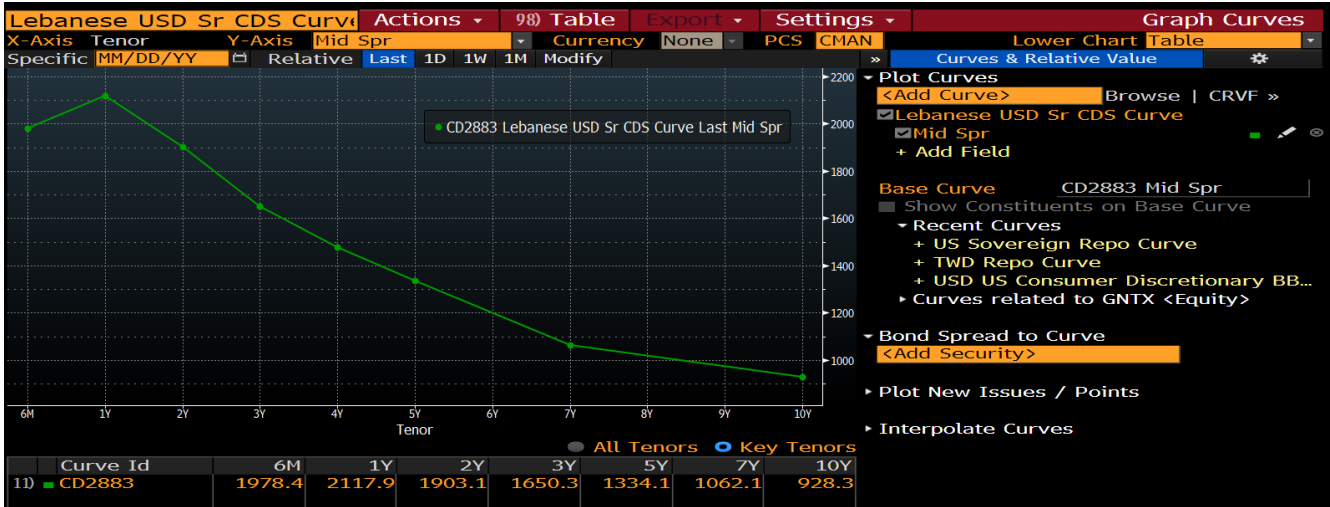 Lebanese USD Sr CDS Curve Actions 98) Table Export Settings Graph Curves
X-Axis Tenor Y-Axis Mid Spr Currency None PCS CMAN Lower Chart Table
Specific MM/DD/YY Relative Last 1D 1W 1M Modify » Curves & Relative Value
Plot Curves
<Add Curve> Browse | CRVF »
Lebanese USD Sr CDS Curve
Mid Spr
+ Add Field
Base Curve CD2883 Mid Spr
Show Constituents on Base Curve
Recent Curves
+ US Sovereign Repo Curve
+ TWD Repo Curve
+ USD US Consumer Discretionary BB...
Curves related to GNTX <Equity>
Bond Spread to Curve
<Add Security>
Plot New Issues / Points
Interpolate Curves
CD2883 Lebanese USD Sr CDS Curve Last Mid Spr
2200
2000
1800
1600
1400
1200
1000
6M 1Y 2Y 3Y 4Y 5Y 6Y 7Y 8Y 9Y 10Y
Tenor
All Tenors Key Tenors
Curve Id 6M 1Y 2Y 3Y 5Y 7Y 10Y
11) CD2883 1978.4 2117.9 1903.1 1650.3 1334.1 1062.1 928.3